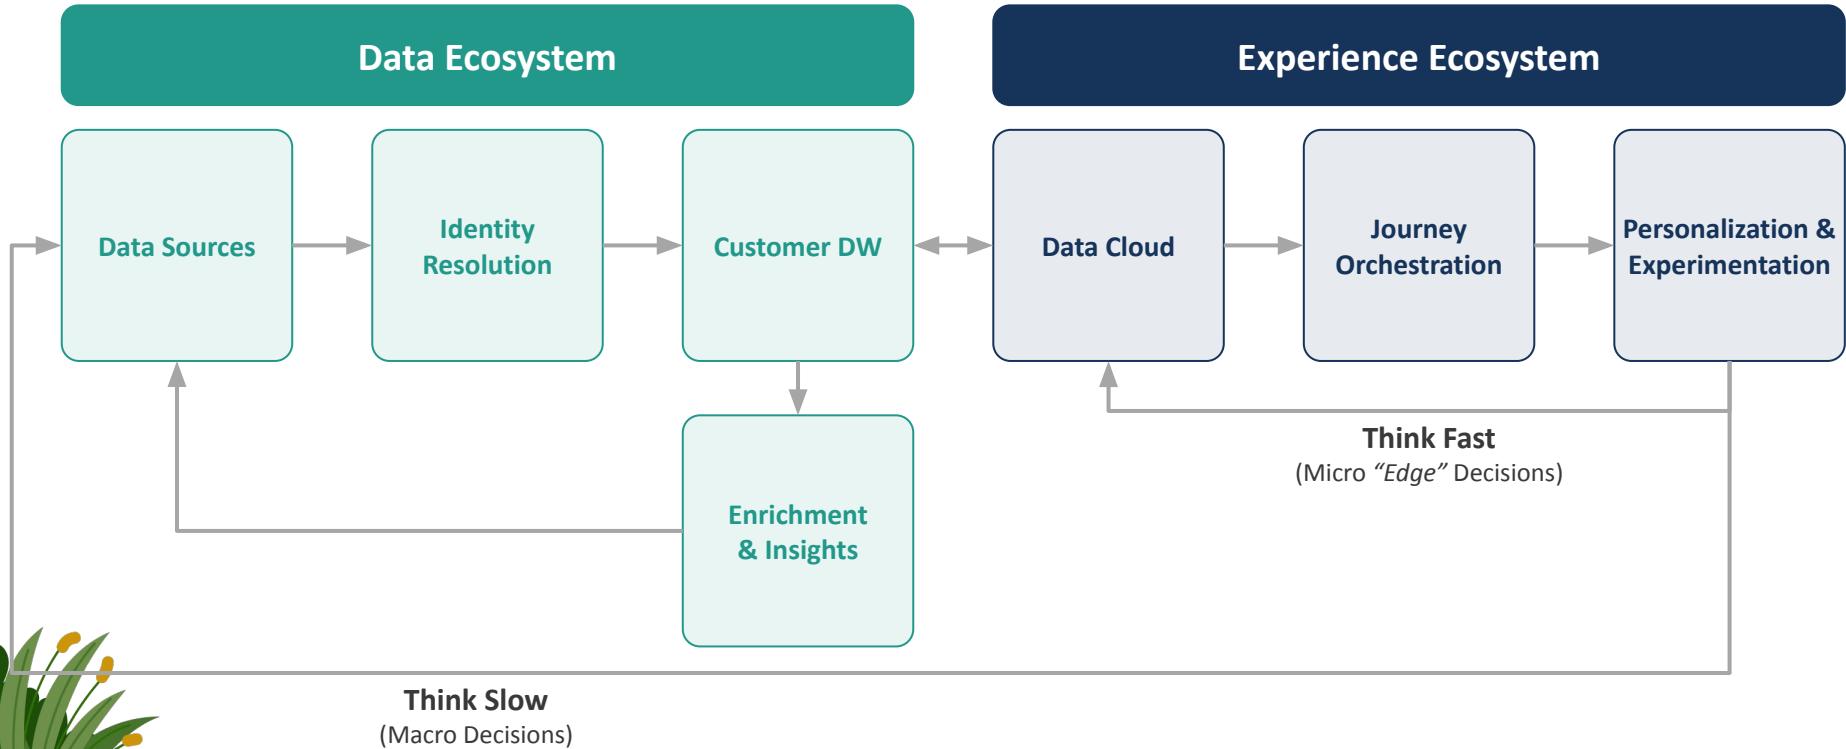 Data Ecosystem
Experience Ecosystem
Data Sources
Identity
Resolution
Customer DW
Data Cloud
Journey
Orchestration
Personalization &
Experimentation
Enrichment
& Insights
Think Fast
(Micro “Edge” Decisions)
Think Slow
(Macro Decisions)